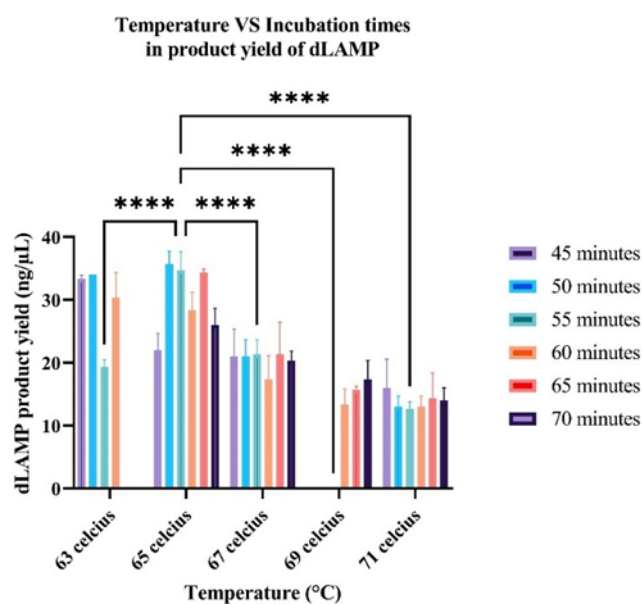 Temperature VS Incubation times
in product yield of dLAMP
****
****
**** ****
dLAMP product yield (ng/µL)
40
30
20
10
0
63 celcius
65 celcius
67 celcius
69 celcius
71 celcius
Temperature (°C)
45 minutes
50 minutes
55 minutes
60 minutes
65 minutes
70 minutes